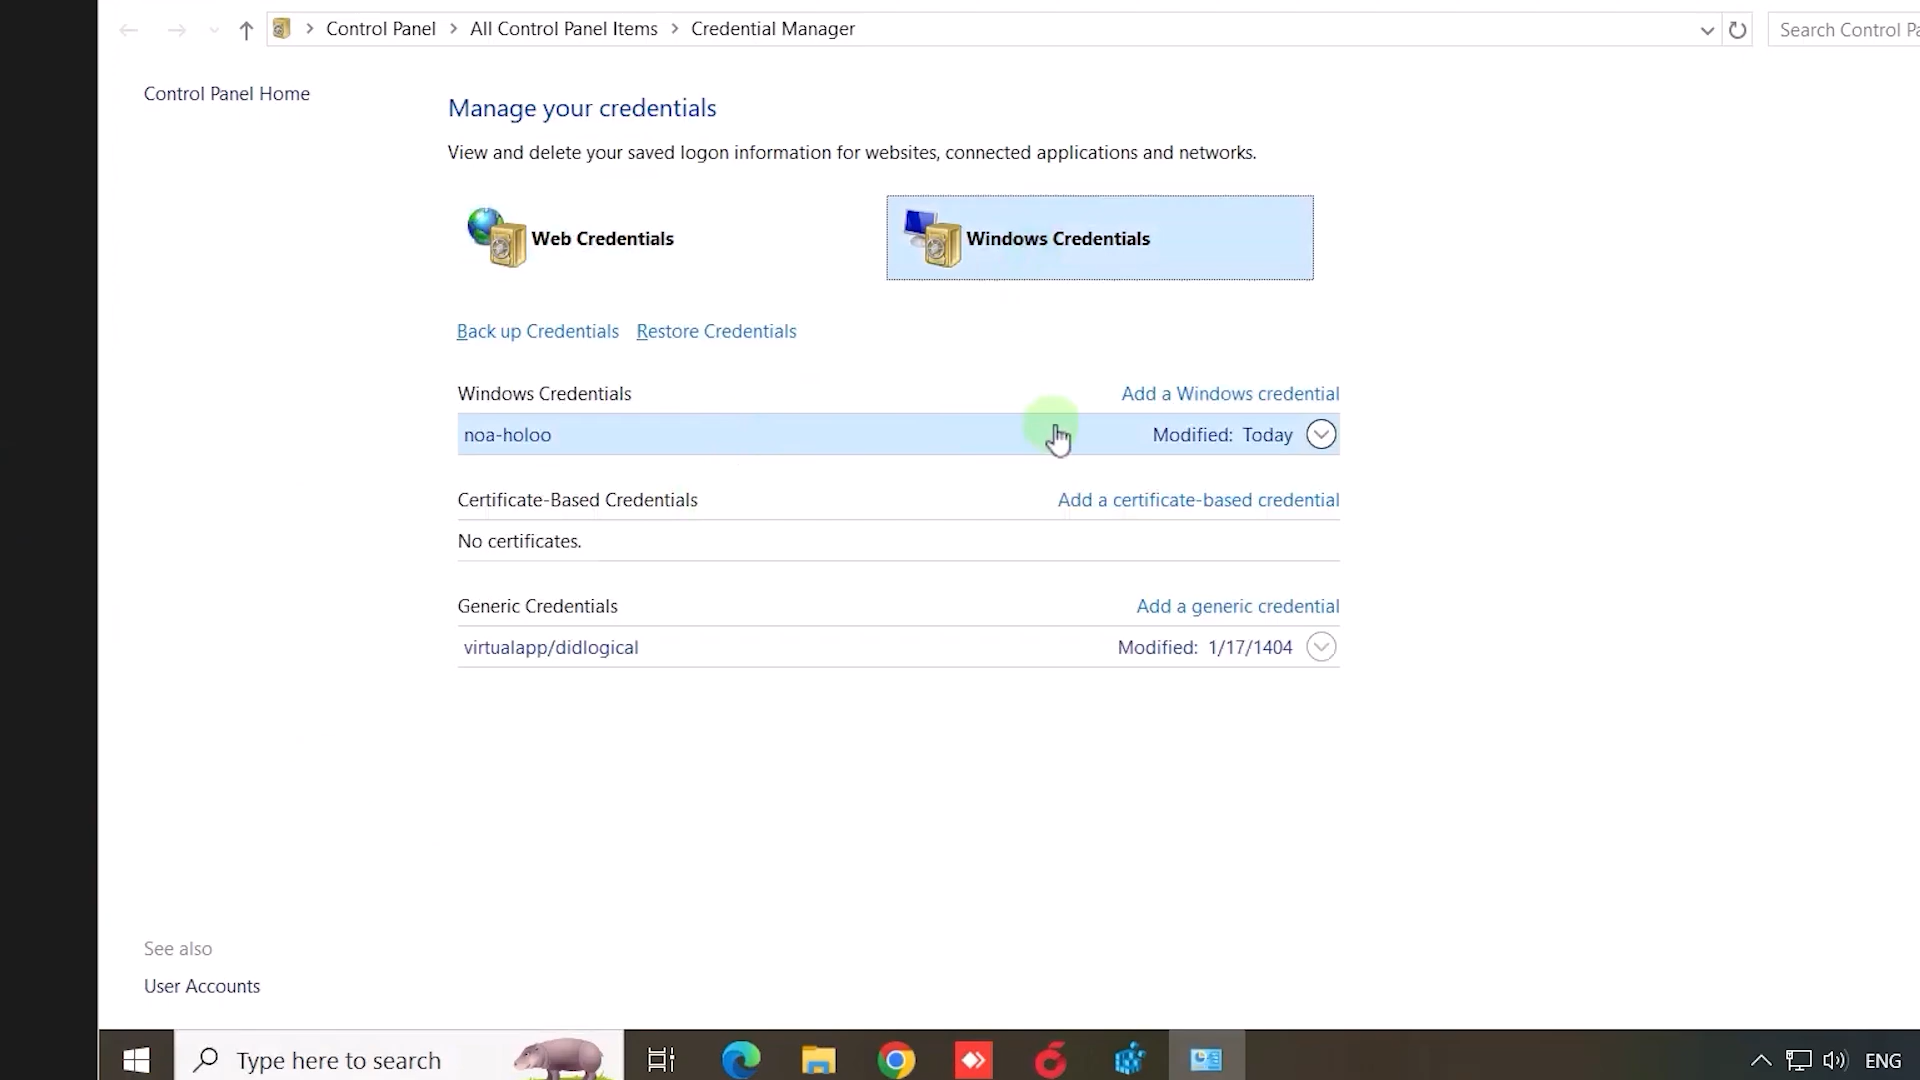 Control Panel > All Control Panel Items > Credential Manager
Search Control Pa
Control Panel Home
Manage your credentials
View and delete your saved logon information for websites, connected applications and networks.
Web Credentials
Windows Credentials
Back up Credentials Restore Credentials
Windows Credentials Add a Windows credential
noa-holoo Modified: Today
Certificate-Based Credentials Add a certificate-based credential
No certificates.
Generic Credentials Add a generic credential
virtualapp/didlogical Modified: 1/17/1404
See also
User Accounts
Type here to search
ENG